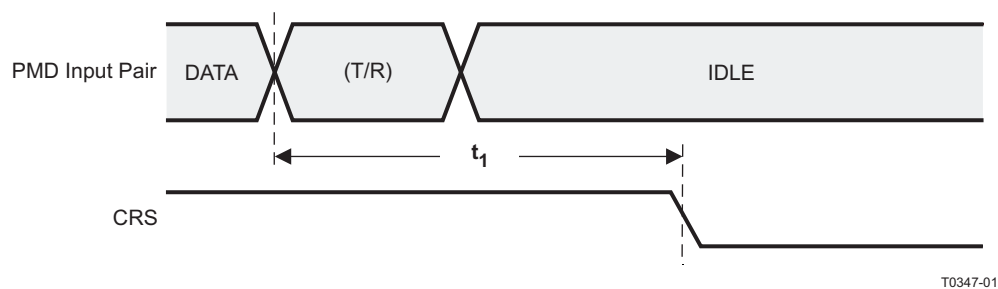 PMD Input Pair
DATA
(T/R)
IDLE
t1
CRS
T0347-01